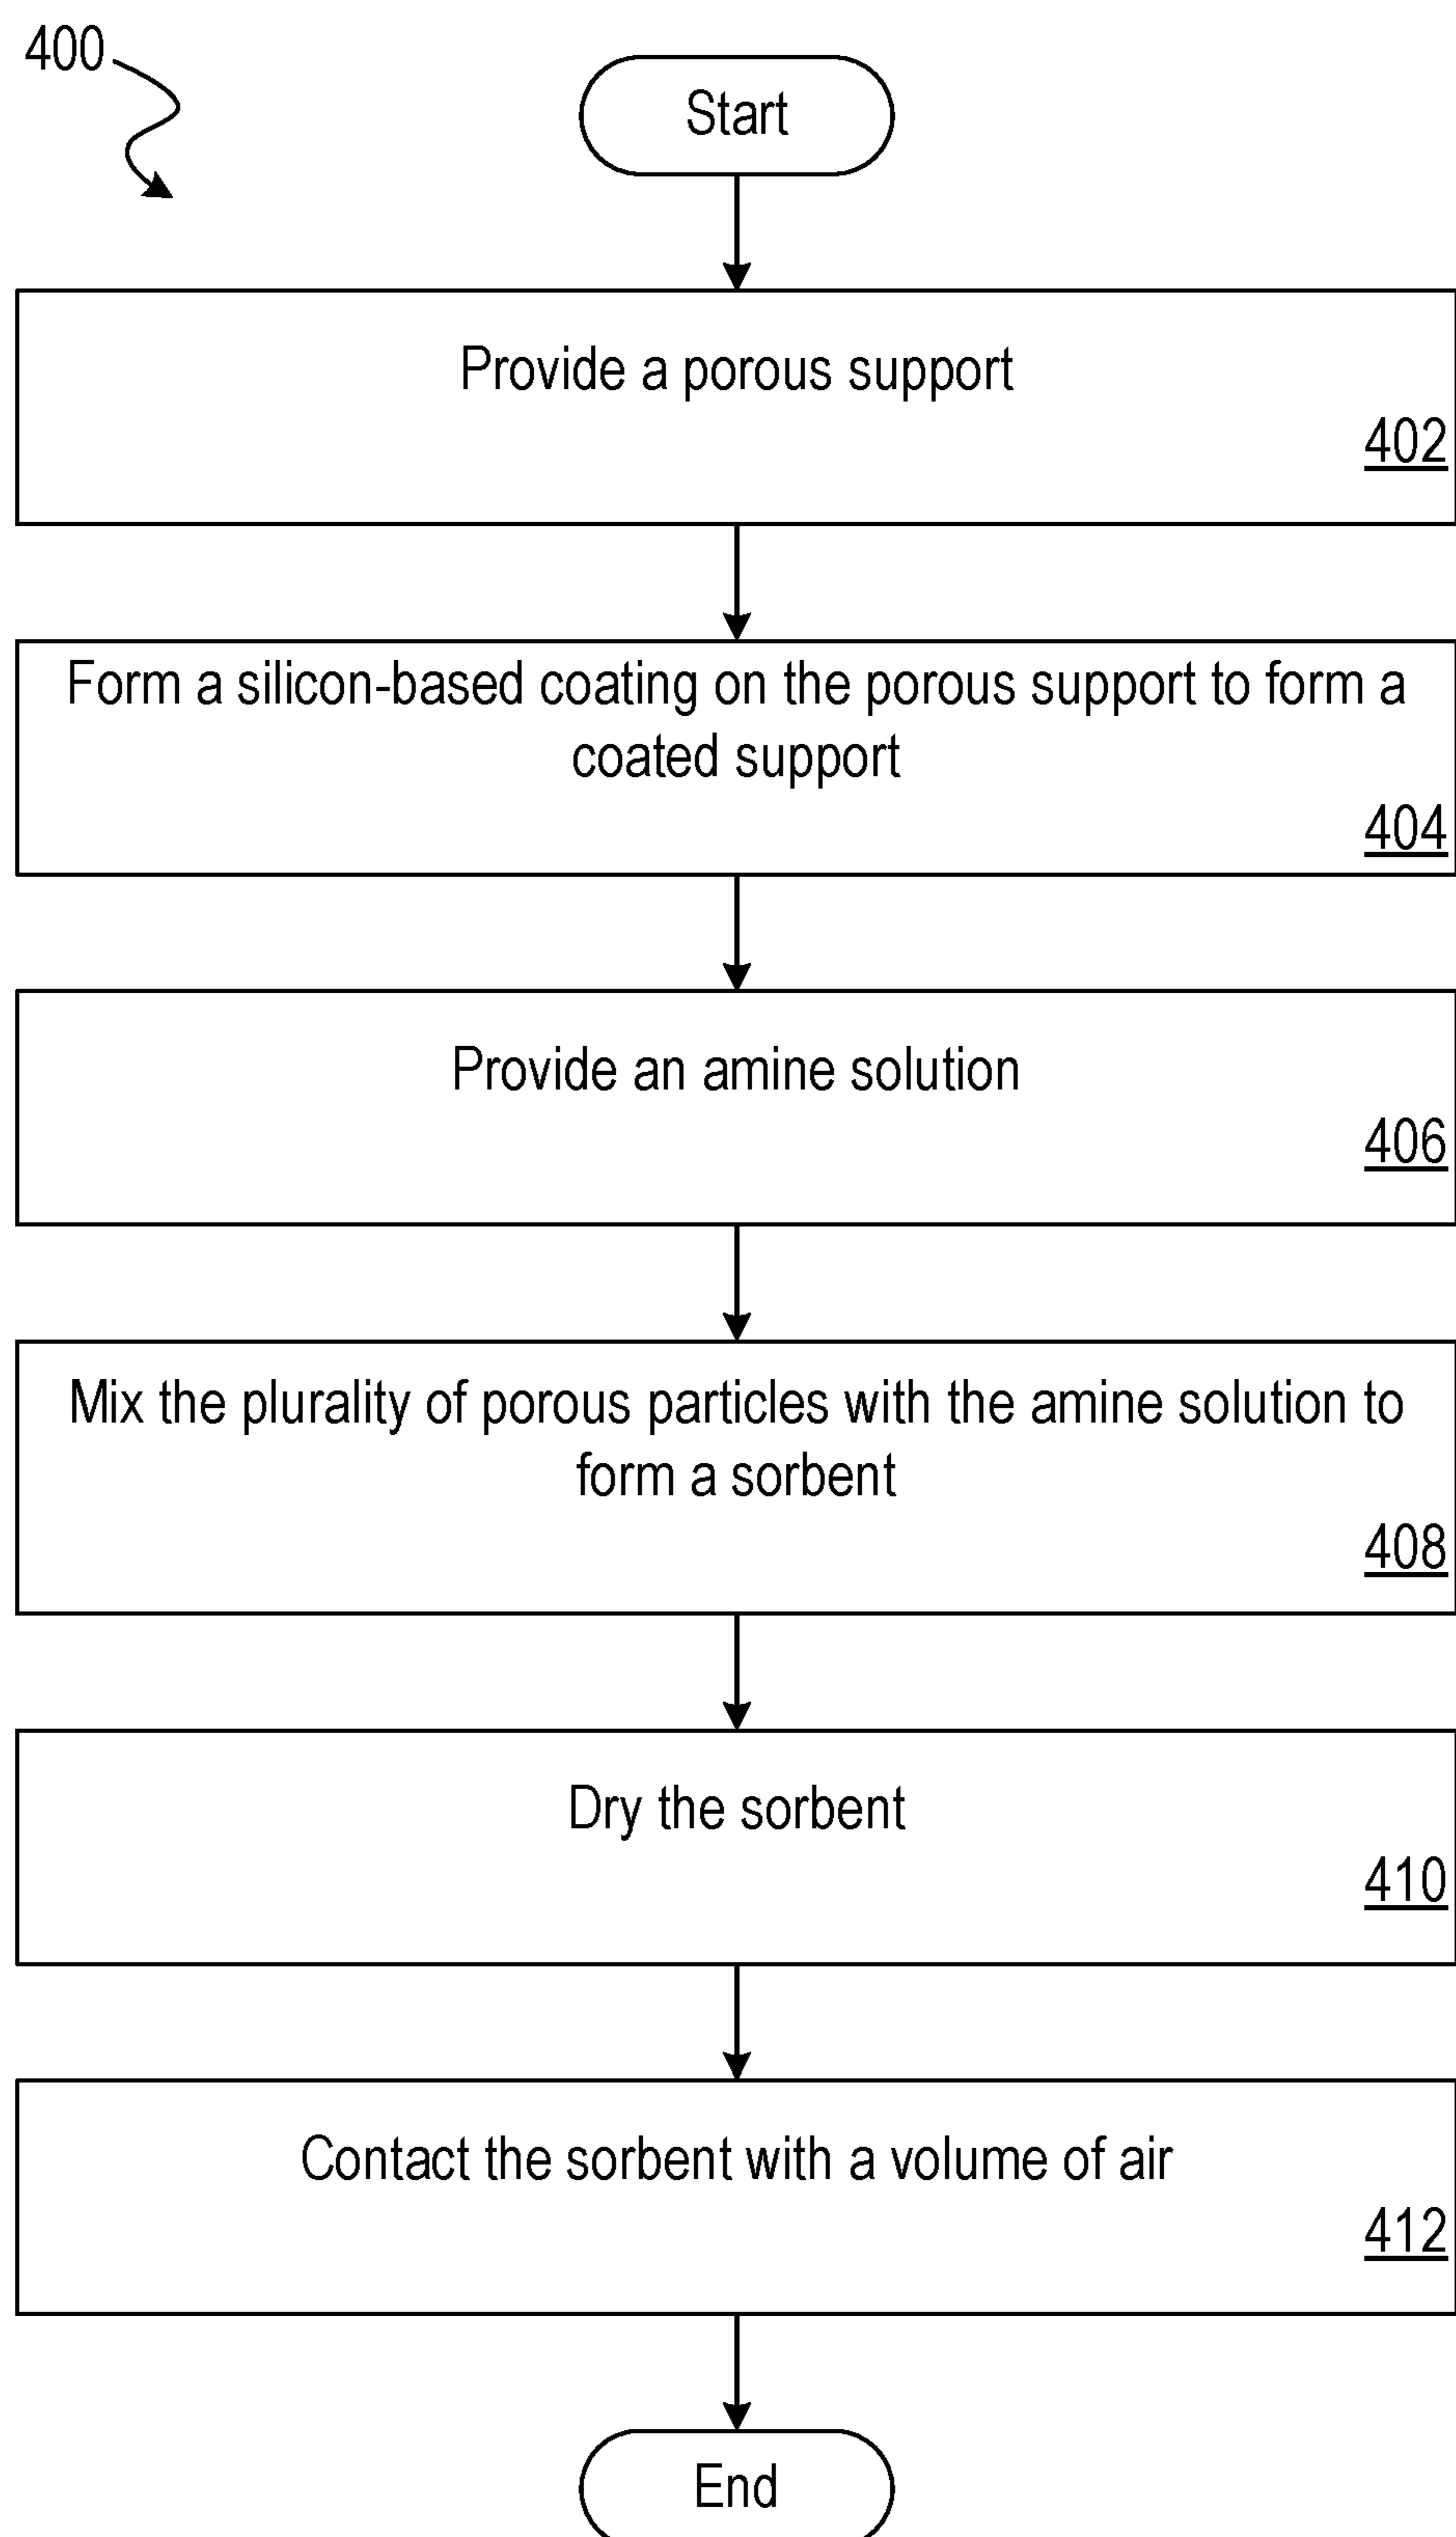 400
Start
Provide a porous support
402
Form a silicon-based coating on the porous support to form a
coated support
404
Provide an amine solution
406
Mix the plurality of porous particles with the amine solution to
form a sorbent
408
Dry the sorbent
410
Contact the sorbent with a volume of air
412
End